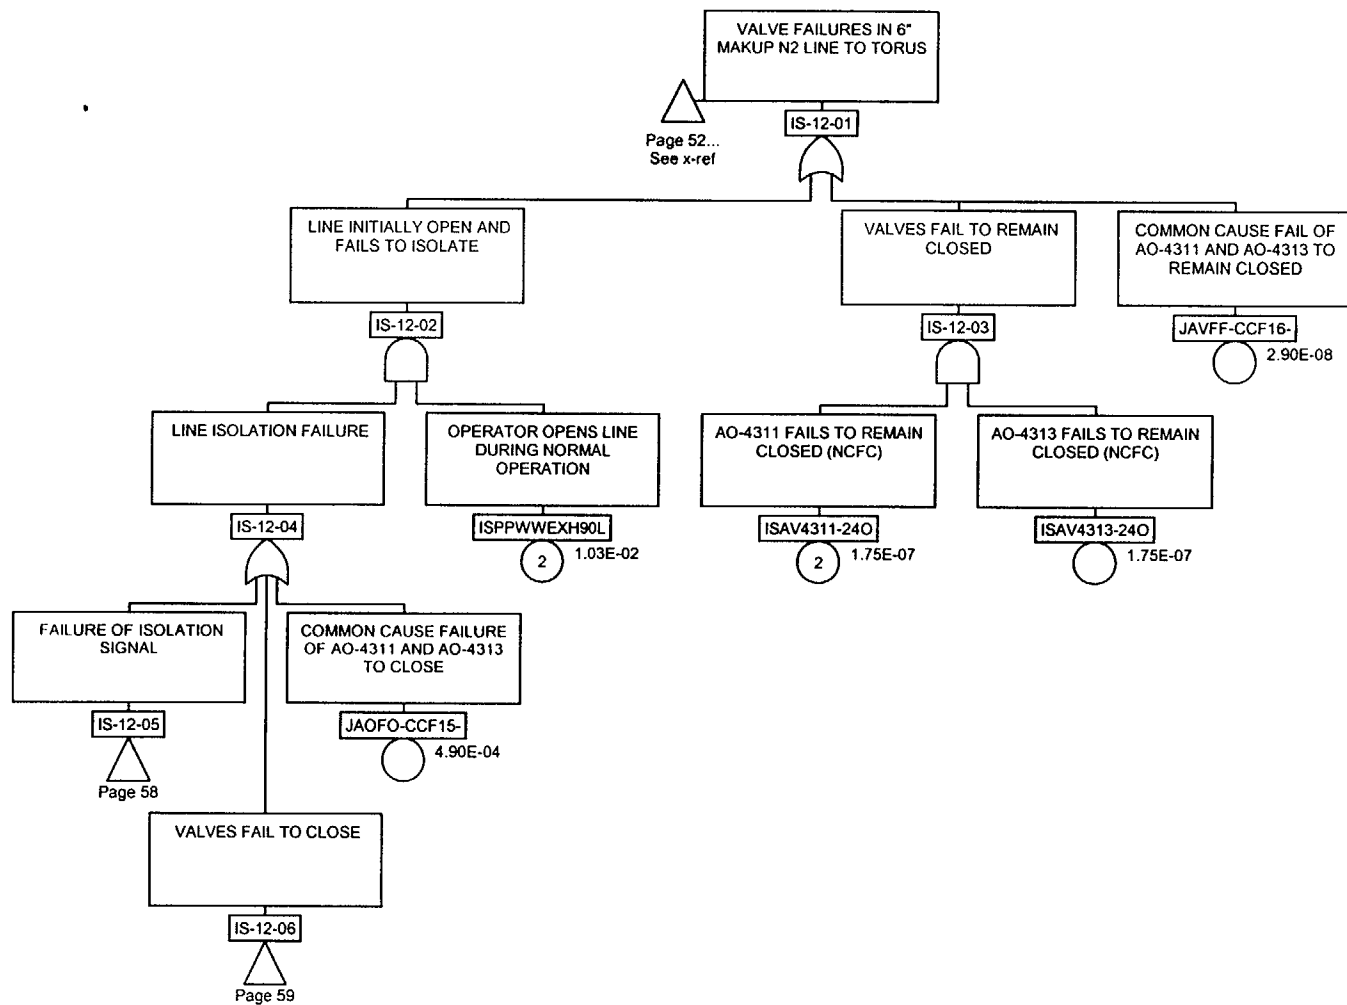 VALVE FAILURES IN 6"
MAKUP N2 LINE TO TORUS
IS-12-01
Page 52...
See x-ref
LINE INITIALLY OPEN AND
FAILS TO ISOLATE
IS-12-02
VALVES FAIL TO REMAIN
CLOSED
IS-12-03
COMMON CAUSE FAIL OF
AO-4311 AND AO-4313 TO
REMAIN CLOSED
JAVFF-CCF16-
2.90E-08
LINE ISOLATION FAILURE
IS-12-04
OPERATOR OPENS LINE
DURING NORMAL
OPERATION
ISPPWWEXH90L
2
1.03E-02
AO-4311 FAILS TO REMAIN
CLOSED (NCFC)
ISAV4311-24O
2
1.75E-07
AO-4313 FAILS TO REMAIN
CLOSED (NCFC)
ISAV4313-24O
1.75E-07
FAILURE OF ISOLATION
SIGNAL
IS-12-05
Page 58
COMMON CAUSE FAILURE
OF AO-4311 AND AO-4313
TO CLOSE
JAOFO-CCF15-
4.90E-04
VALVES FAIL TO CLOSE
IS-12-06
Page 59